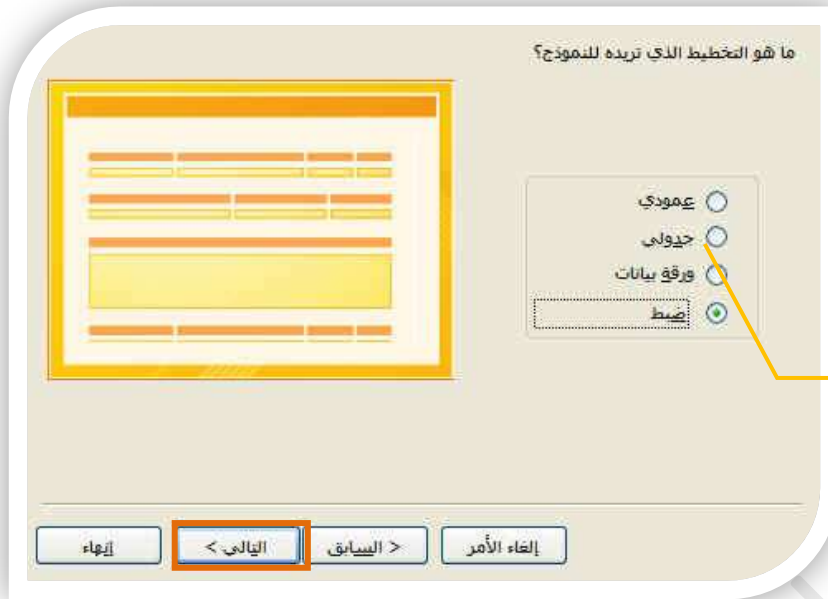 ما هو التخطيط الذي تريده للنموذج؟
عمودي
جدولي
ورقة بيانات
ضبط
إلغاء الأمر
< السابق
التالي >
إنهاء